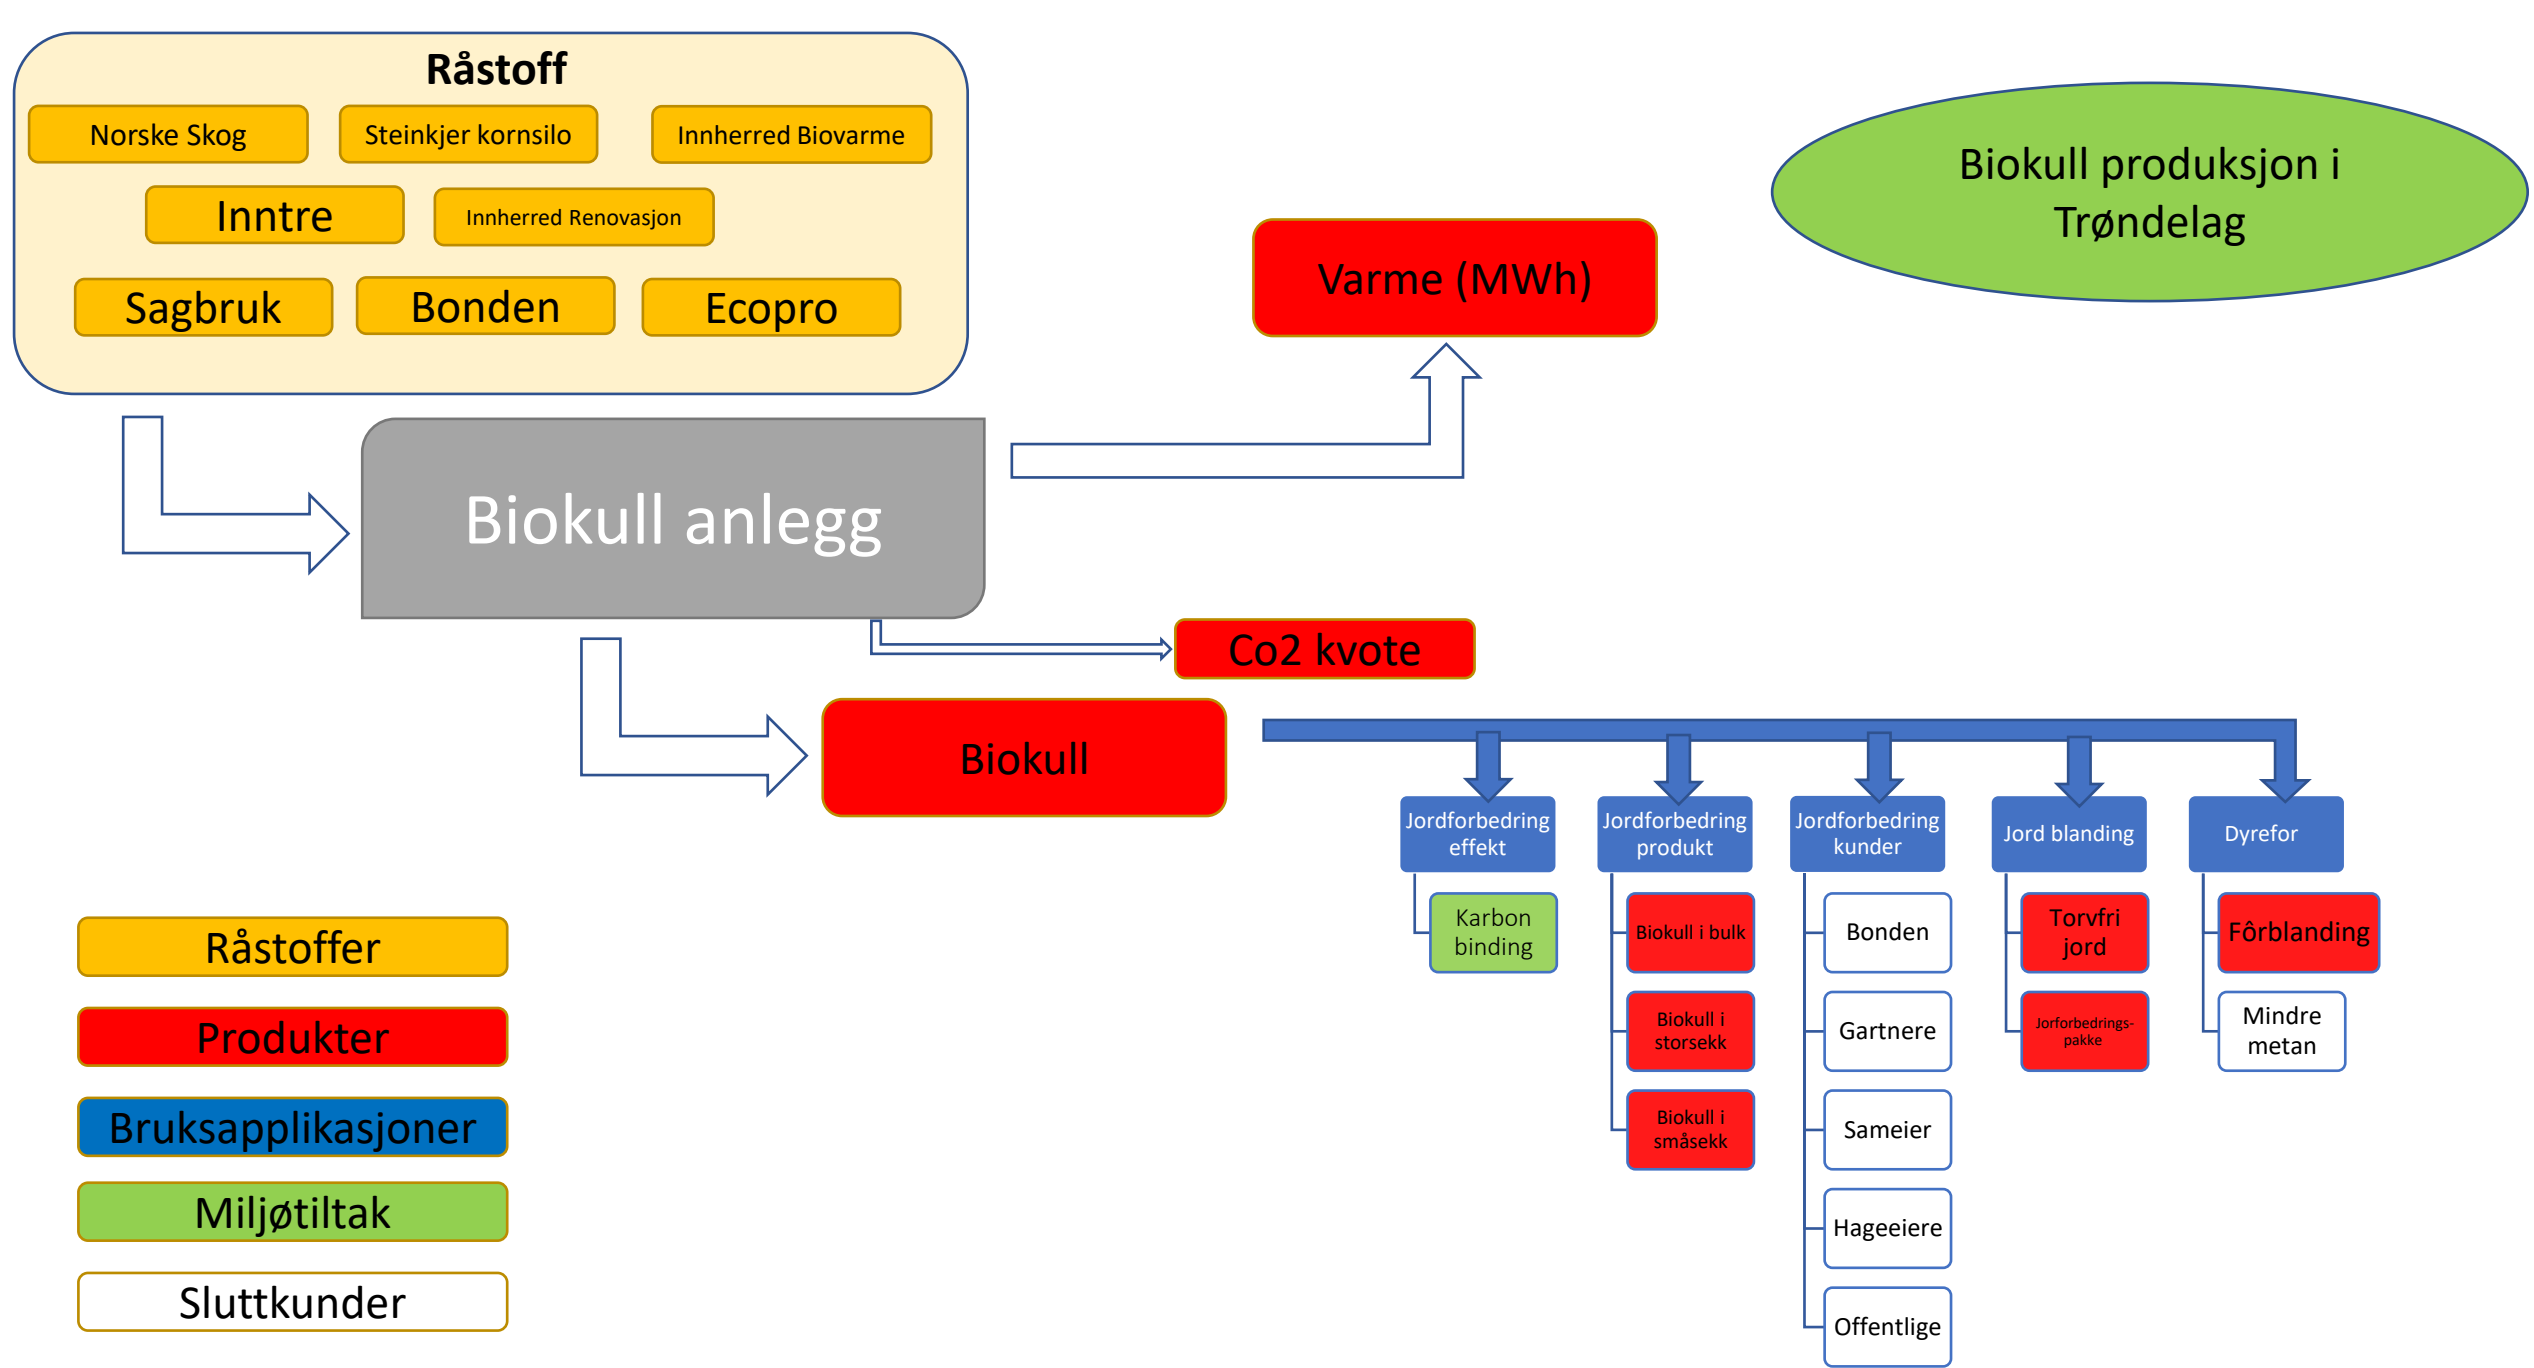 Råstoff
Norske Skog
Steinkjer kornsilo
Innherred Biovarme
Inntre
Innherred Renovasjon
Sagbruk
Bonden
Ecopro
Biokull produksjon i
Trøndelag
Varme (MWh)
Biokull anlegg
Co2 kvote
Biokull
Jordforbedring
effekt
Karbon
binding
Jordforbedring
produkt
Biokull i bulk
Biokull i
storsekk
Biokull i
småsekk
Jordforbedring
kunder
Bonden
Gartnere
Sameier
Hageeiere
Offentlige
Jord blanding
Torvfri
jord
Jorforbedrings-
pakke
Dyrefor
Fôrblanding
Mindre
metan
Råstoffer
Produkter
Bruksapplikasjoner
Miljøtiltak
Sluttkunder